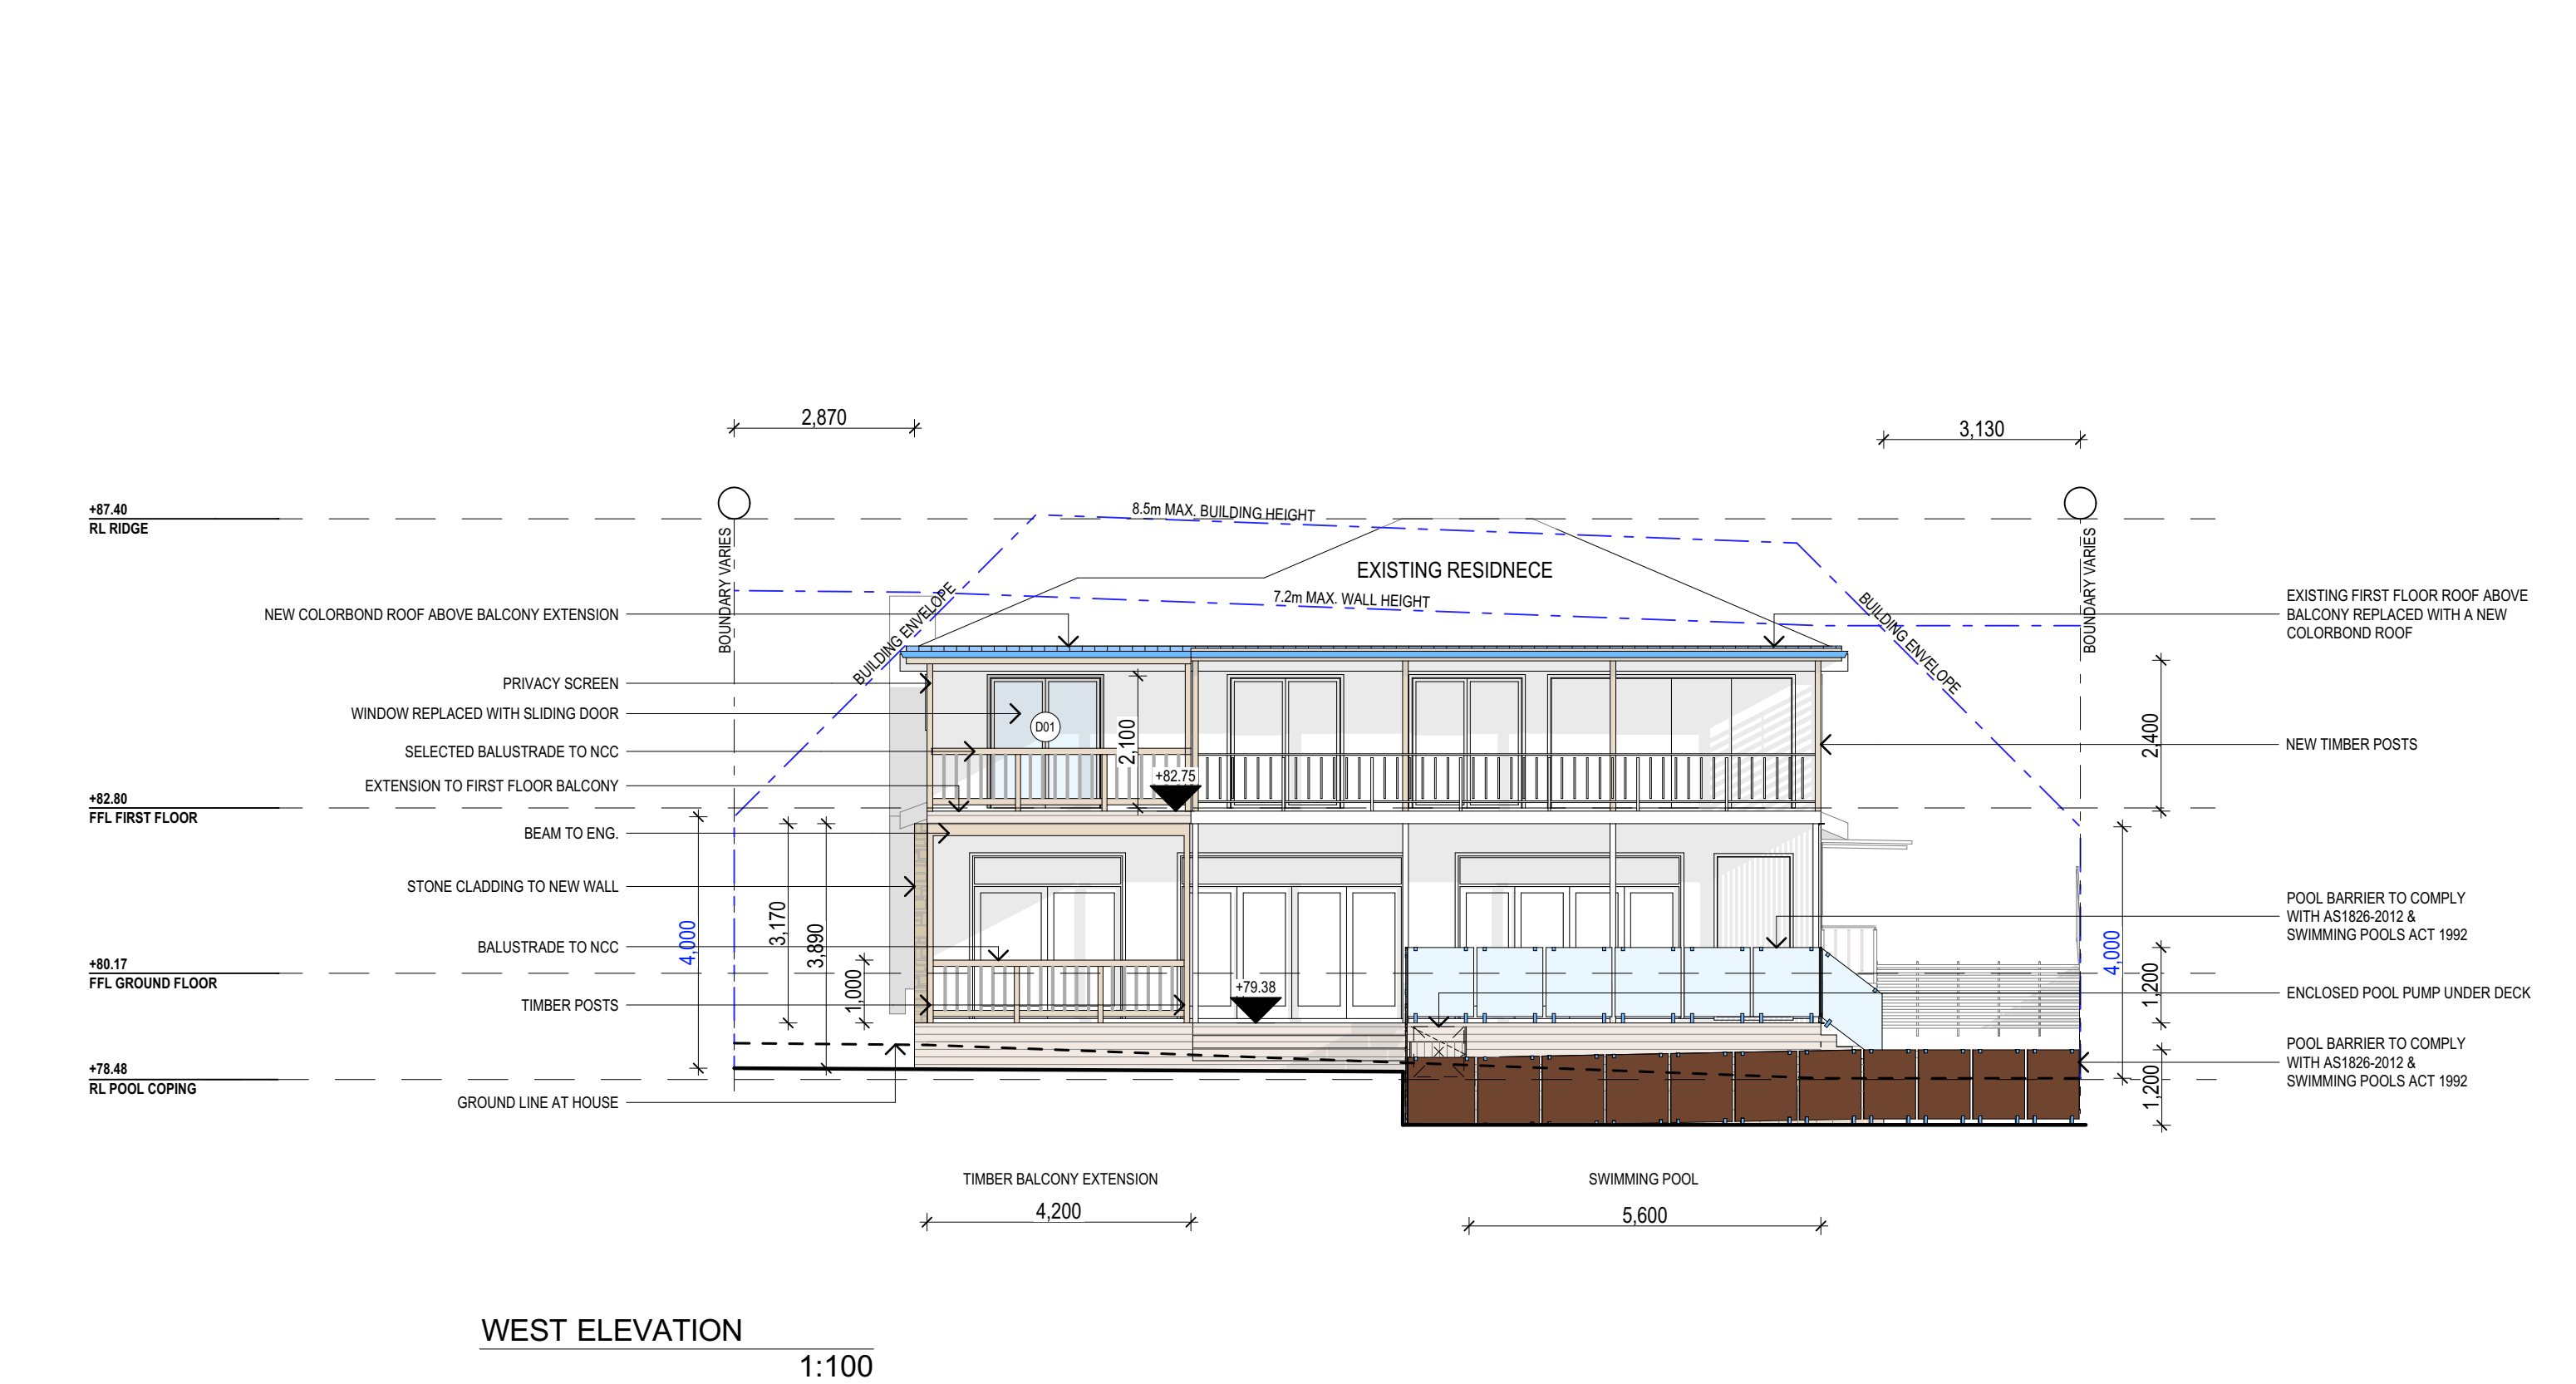 2,870
3,130
+87.40
RL RIDGE
8.5m MAX. BUILDING HEIGHT
BOUNDARY VARIES
BOUNDARY VARIES
EXISTING RESIDNECE
7.2m MAX. WALL HEIGHT
BUILDING ENVELOPE
BUILDING ENVELOPE
NEW COLORBOND ROOF ABOVE BALCONY EXTENSION
EXISTING FIRST FLOOR ROOF ABOVE
BALCONY REPLACED WITH A NEW
COLORBOND ROOF
PRIVACY SCREEN
WINDOW REPLACED WITH SLIDING DOOR
D01
2,100
2,400
SELECTED BALUSTRADE TO NCC
NEW TIMBER POSTS
+82.75
EXTENSION TO FIRST FLOOR BALCONY
+82.80
FFL FIRST FLOOR
BEAM TO ENG.
STONE CLADDING TO NEW WALL
4,000
3,170
3,890
1,000
BALUSTRADE TO NCC
POOL BARRIER TO COMPLY
WITH AS1826-2012 &
SWIMMING POOLS ACT 1992
4,000
1,200
+80.17
FFL GROUND FLOOR
+79.38
TIMBER POSTS
ENCLOSED POOL PUMP UNDER DECK
+78.48
RL POOL COPING
GROUND LINE AT HOUSE
POOL BARRIER TO COMPLY
WITH AS1826-2012 &
SWIMMING POOLS ACT 1992
1,200
TIMBER BALCONY EXTENSION
4,200
SWIMMING POOL
5,600
WEST ELEVATION
1:100